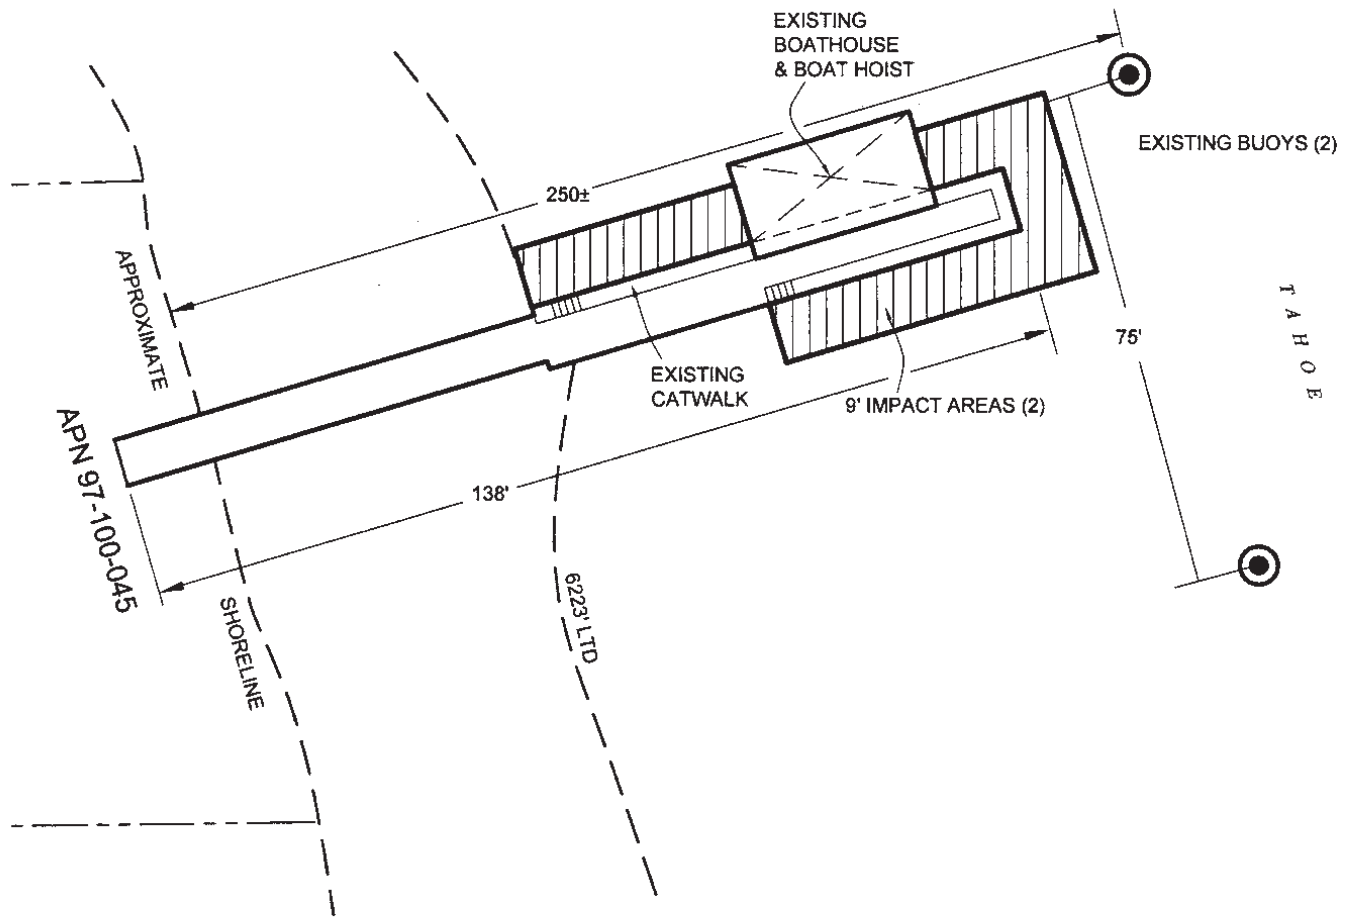 EXISTING
BOATHOUSE
& BOAT HOIST
EXISTING BUOYS (2)
250±
APPROXIMATE
TAHOE
75'
EXISTING
CATWALK
9' IMPACT AREAS (2)
APN 97-100-045
138'
SHORELINE
6223' LTD